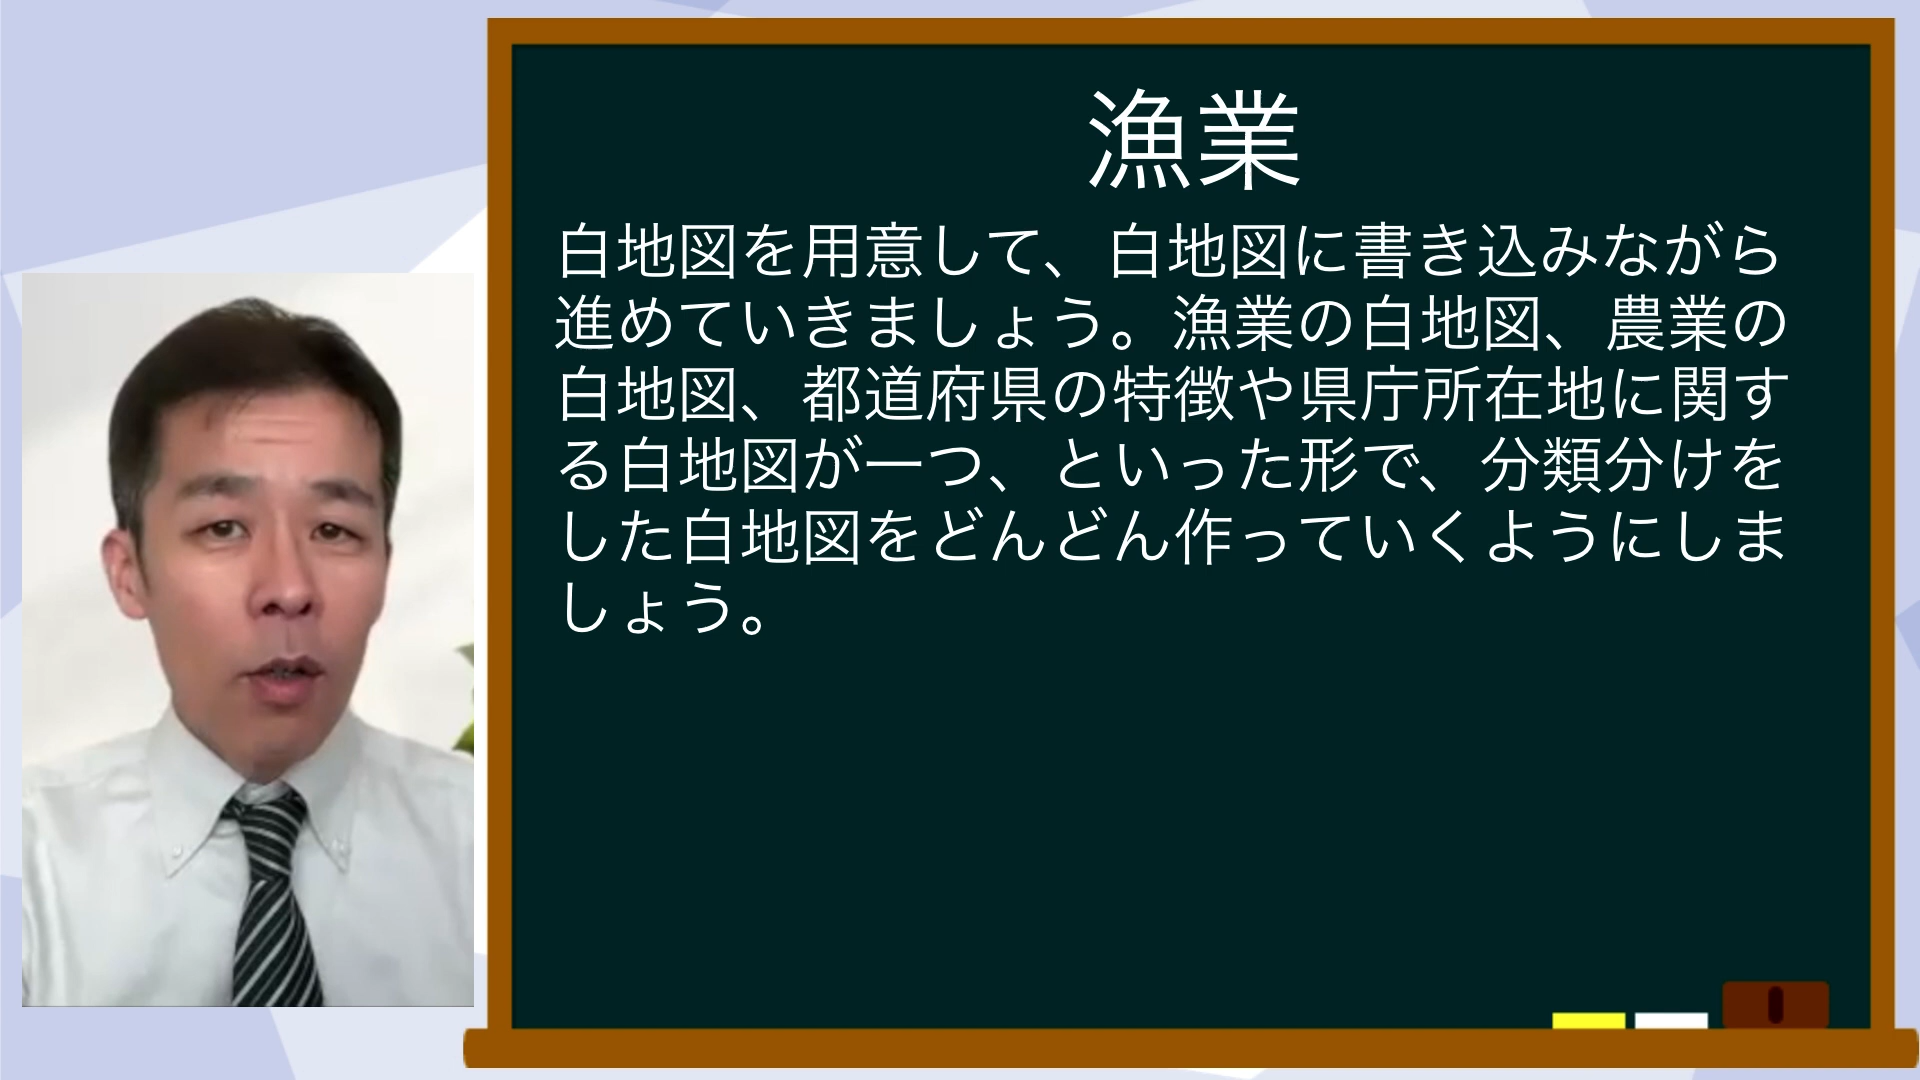 漁業
白地図を用意して、白地図に書き込みながら
進めていきましょう。漁業の白地図、農業の
白地図、都道府県の特徴や県庁所在地に関す
る白地図が一つ、といった形で、分類分けを
した白地図をどんどん作っていくようにしま
しょう。